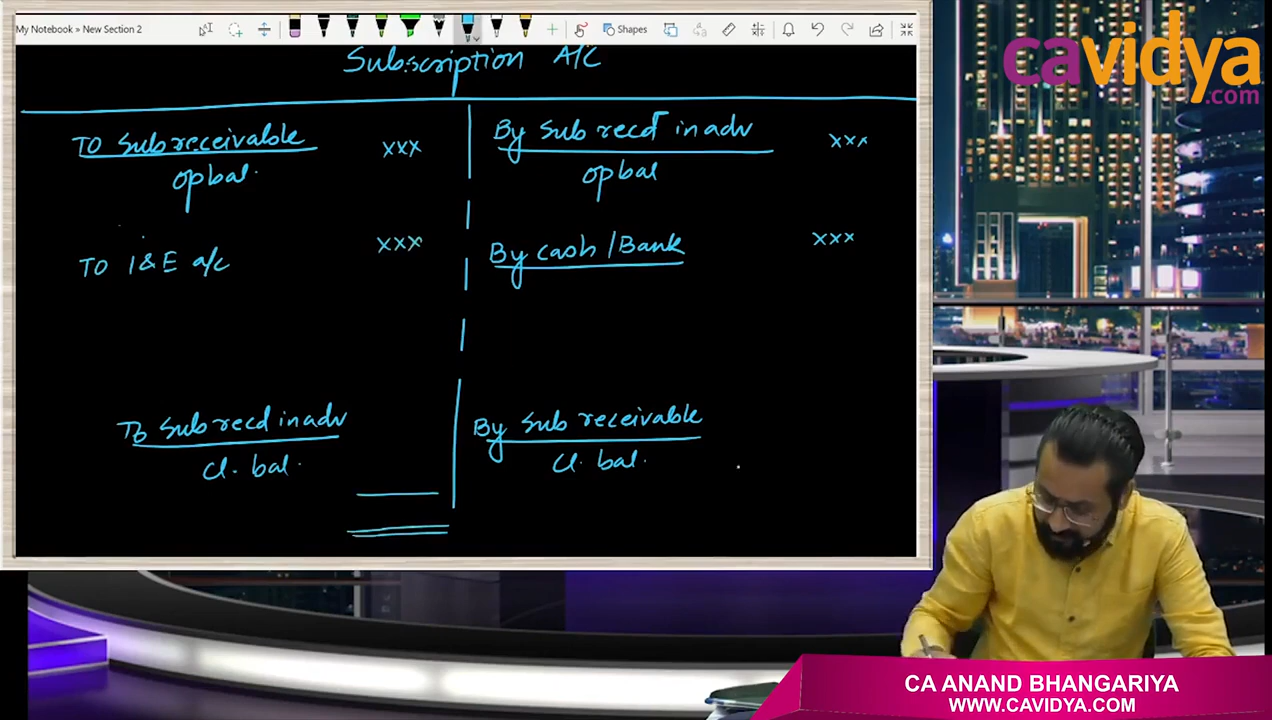 My Notebook » New Section 2
Shapes
cavidya
.com
Subscription A/C
To Sub receivable xxx
op bal.
To I & E a/c xxx
To Sub recd in adv
Cl. bal.
By Sub recd in adv xxx
op bal
By cash / Bank xxx
By Sub receivable
Cl. bal.
CA ANAND BHANGARIYA
WWW.CAVIDYA.COM